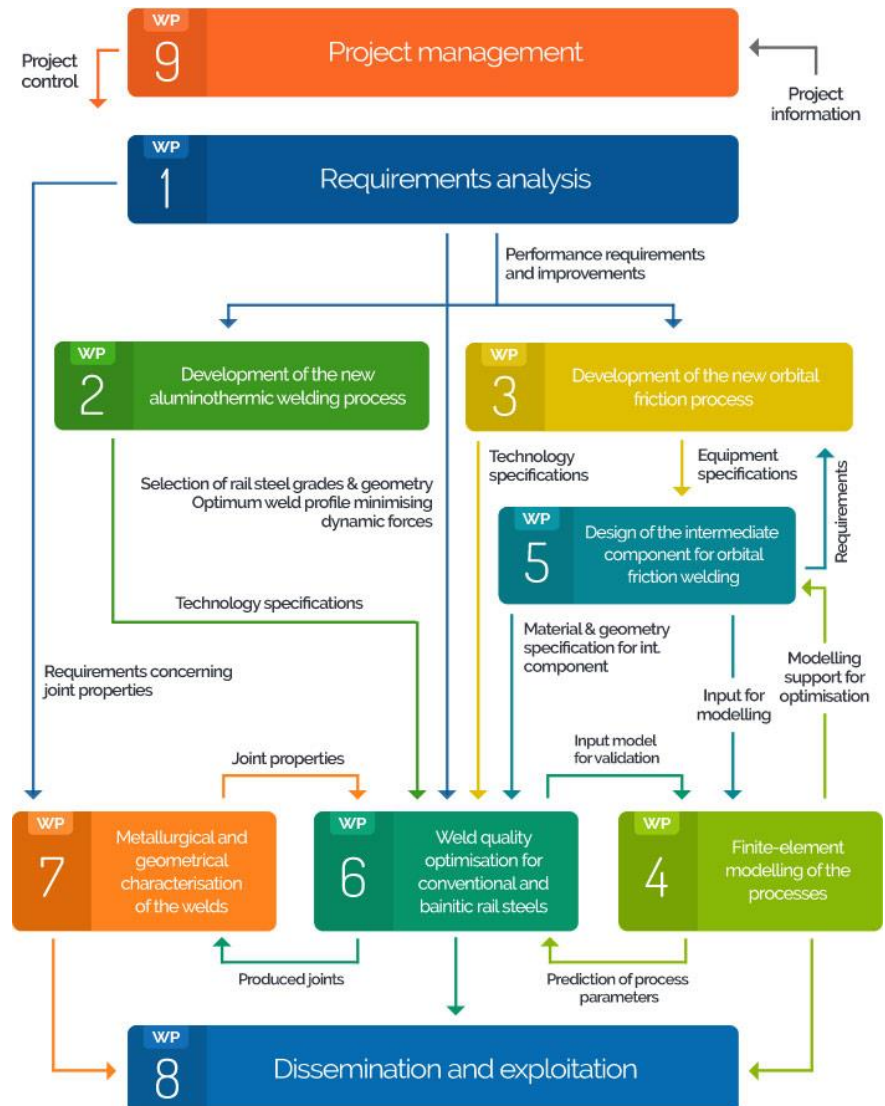 WP
9
Project management
Project
control
Project
information
WP
1
Requirements analysis
Performance requirements
and improvements
WP
2
Development of the new
aluminothermic welding process
WP
3
Development of the new orbital
friction process
Technology
specifications
Equipment
specifications
Selection of rail steel grades & geometry
Optimum weld profile minimising
dynamic forces
WP
5
Design of the intermediate
component for orbital
friction welding
Requirements
Technology specifications
Material & geometry
specification for int.
component
Requirements concerning
joint properties
Input for
modelling
Modelling
support for
optimisation
Joint properties
Input model
for validation
WP
7
Metallurgical and
geometrical
characterisation
of the welds
WP
6
Weld quality
optimisation for
conventional and
bainitic rail steels
WP
4
Finite-element
modelling of the
processes
Produced joints
Prediction of process
parameters
WP
8
Dissemination and exploitation